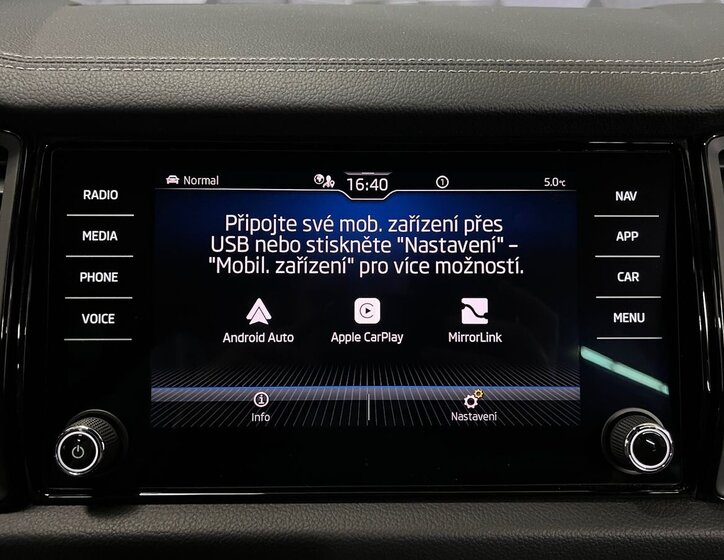 Normal 16:40 1 5.0°C
RADIO
MEDIA
PHONE
VOICE
Připojte své mob. zařízení přes
USB nebo stiskněte "Nastavení" –
"Mobil. zařízení" pro více možností.
Android Auto Apple CarPlay MirrorLink
Info Nastavení
NAV
APP
CAR
MENU